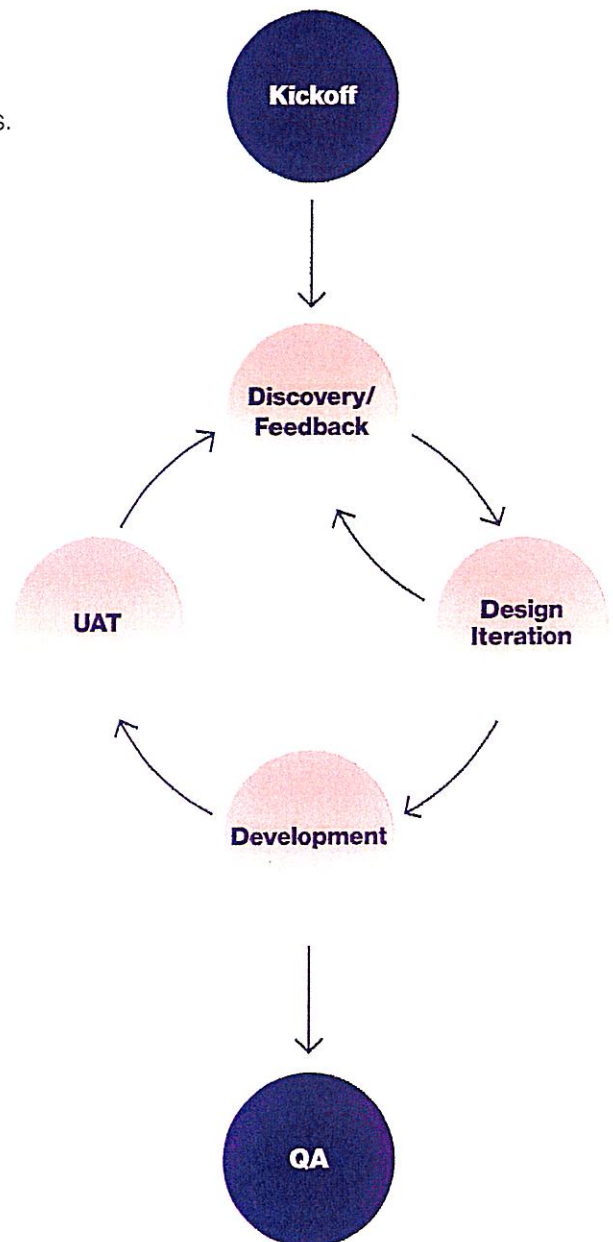 Kickoff
s.
Discovery/
Feedback
UAT
Design
Iteration
Development
QA